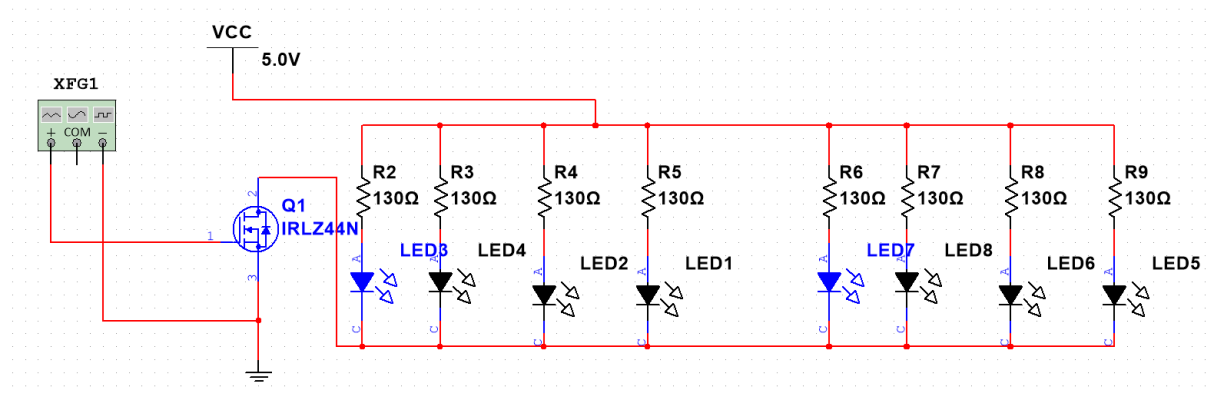 VCC
5.0V
XFG1
+ COM −
R2
130Ω
R3
130Ω
R4
130Ω
R5
130Ω
R6
130Ω
R7
130Ω
R8
130Ω
R9
130Ω
2
Q1
IRLZ44N
1
3
A
LED3
C
A
LED4
C
A
LED2
C
A
LED1
C
A
LED7
C
A
LED8
C
A
LED6
C
A
LED5
C